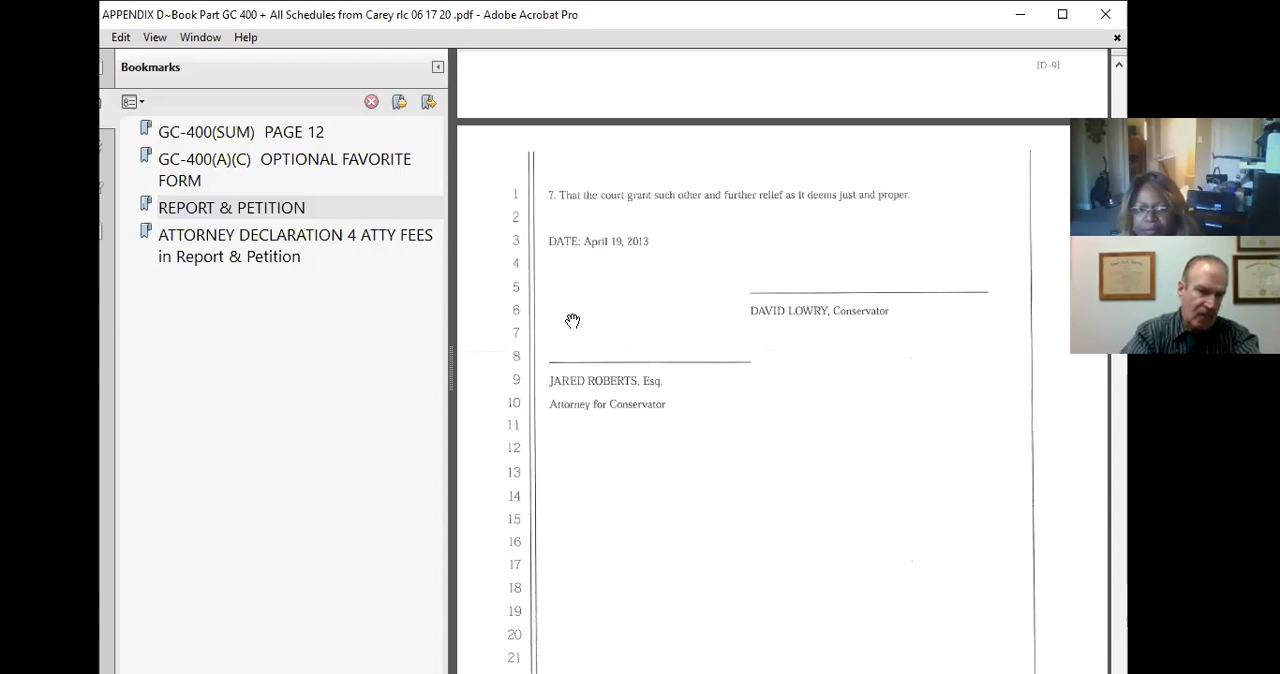 APPENDIX D~Book Part GC 400 + All Schedules from Carey rlc 06 17 20 .pdf - Adobe Acrobat Pro
Edit View Window Help
Bookmarks
GC-400(SUM) PAGE 12
GC-400(A)(C) OPTIONAL FAVORITE
FORM
REPORT & PETITION
ATTORNEY DECLARATION 4 ATTY FEES
in Report & Petition
[D -9]
1 7. That the court grant such other and further relief as it deems just and proper.
2
3 DATE: April 19, 2013
4
5
6 DAVID LOWRY, Conservator
7
8
9 JARED ROBERTS, Esq.
10 Attorney for Conservator
11
12
13
14
15
16
17
18
19
20
21